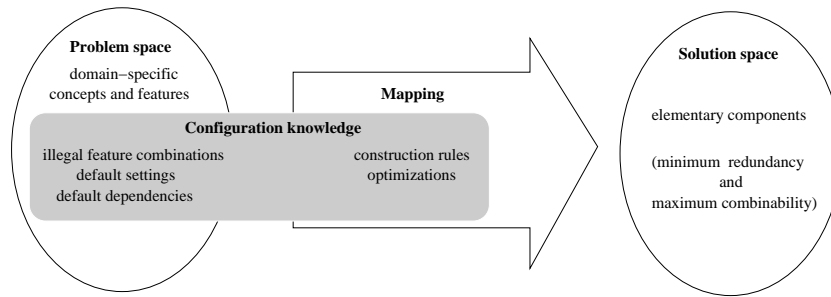 Problem space
domain−specific
concepts and features
Mapping
Configuration knowledge
illegal feature combinations
default settings
default dependencies
construction rules
optimizations
Solution space
elementary components
(minimum redundancy
and
maximum combinability)